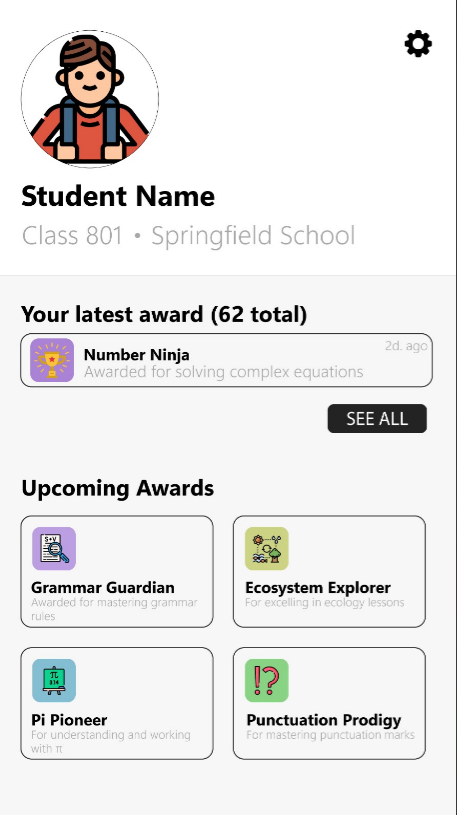 Student Name
Class 801 • Springfield School
Your latest award (62 total)
2d. ago
Number Ninja
Awarded for solving complex equations
SEE ALL
Upcoming Awards
S+V
Grammar Guardian
Awarded for mastering grammar
rules
Ecosystem Explorer
For excelling in ecology lessons
π
3.14
Pi Pioneer
For understanding and working
with π
!?
Punctuation Prodigy
For mastering punctuation marks